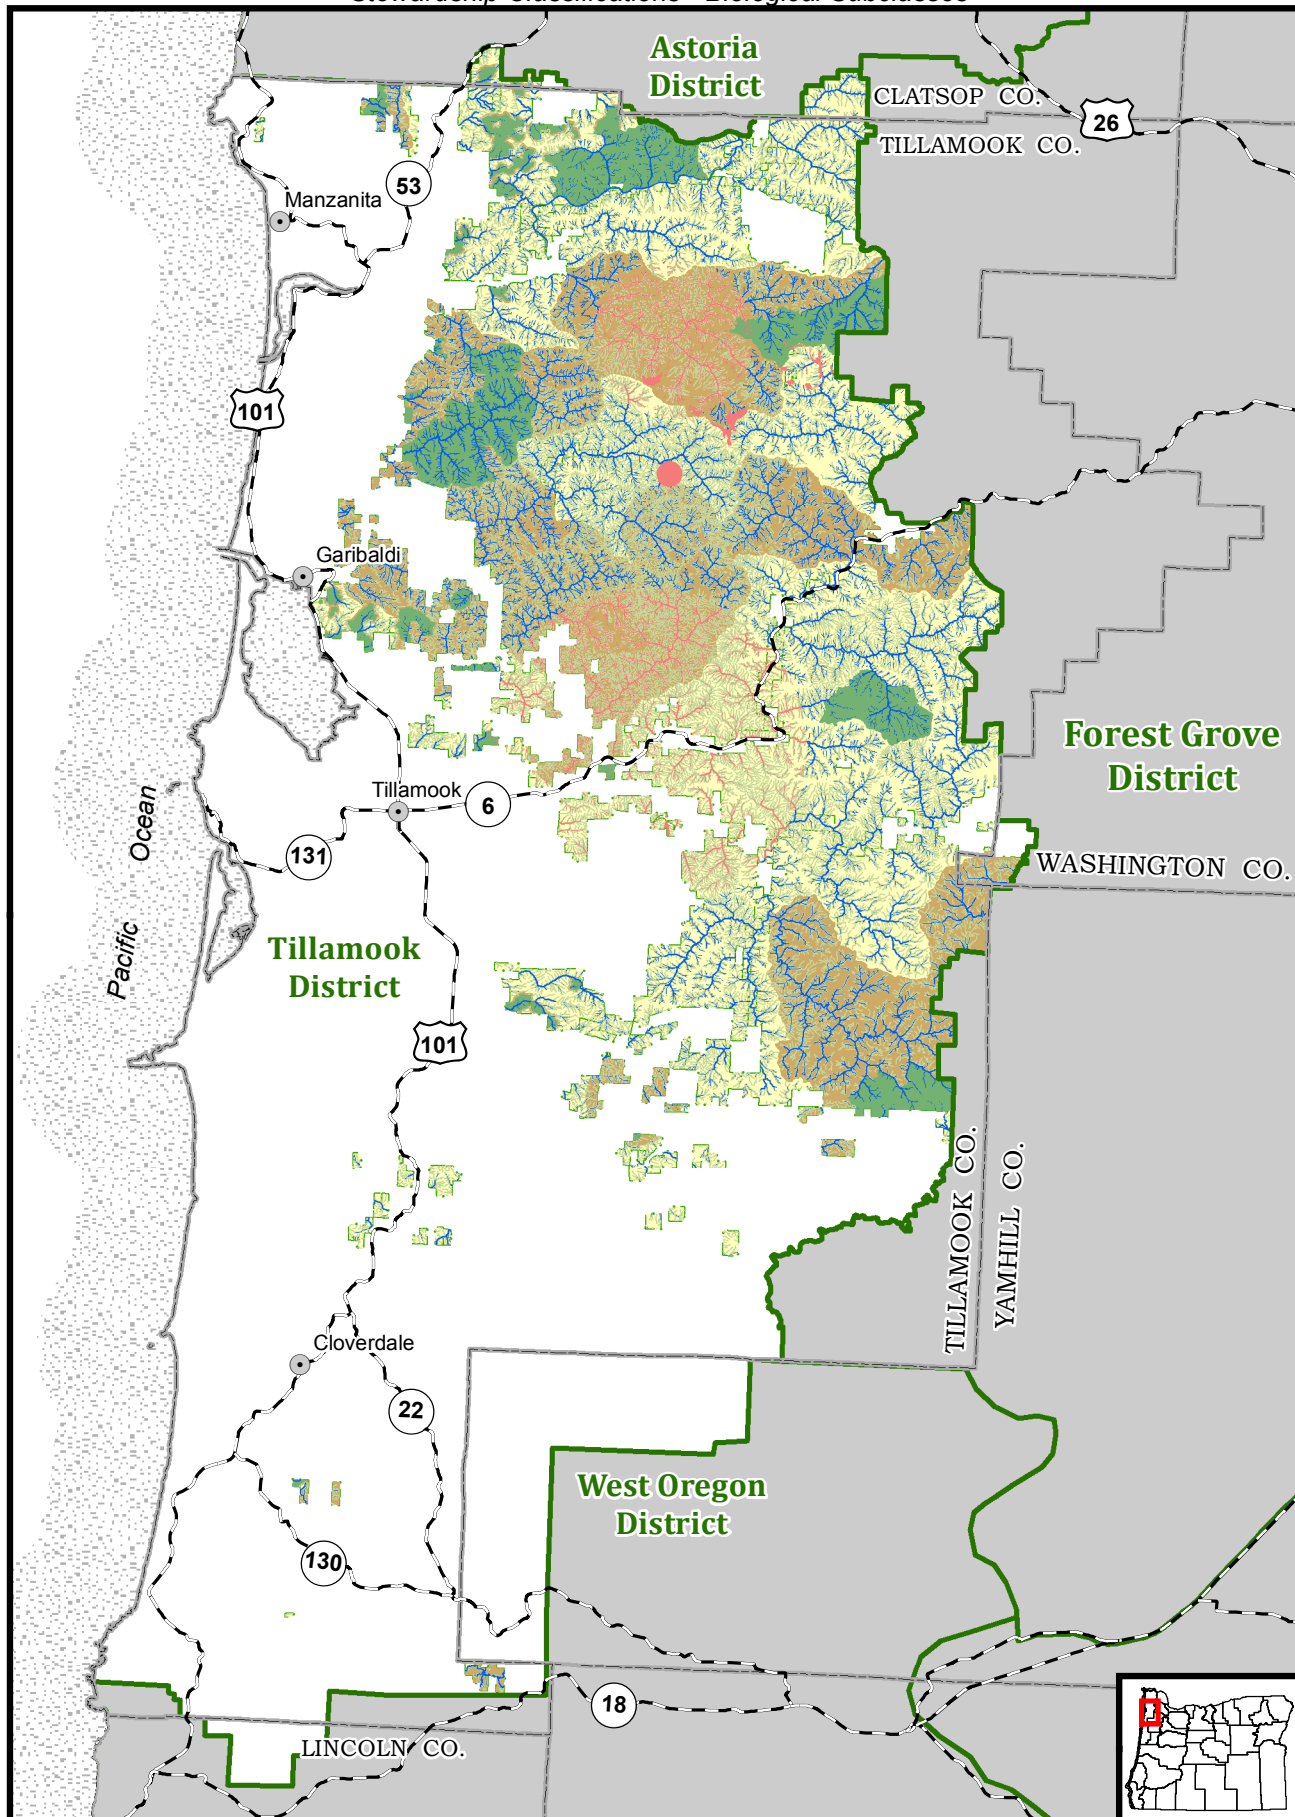 Astoria
District
CLATSOP CO.
26
TILLAMOOK CO.
53
Manzanita
101
Garibaldi
Forest Grove
District
Tillamook
6
131
Pacific Ocean
WASHINGTON CO.
Tillamook
District
101
TILLAMOOK CO.
YAMHILL CO.
Cloverdale
22
West Oregon
District
130
18
LINCOLN CO.